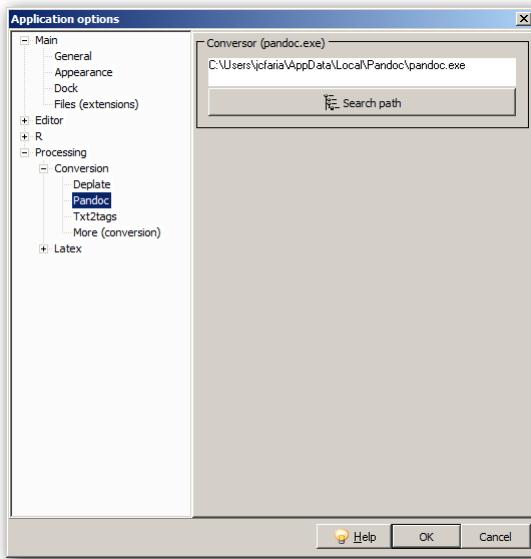 Application options
Main
General
Appearance
Dock
Files (extensions)
Editor
R
Processing
Conversion
Deplate
Pandoc
Txt2tags
More (conversion)
Latex
Conversor (pandoc.exe)
C:\Users\jcfaria\AppData\Local\Pandoc\pandoc.exe
Search path
Help
OK
Cancel